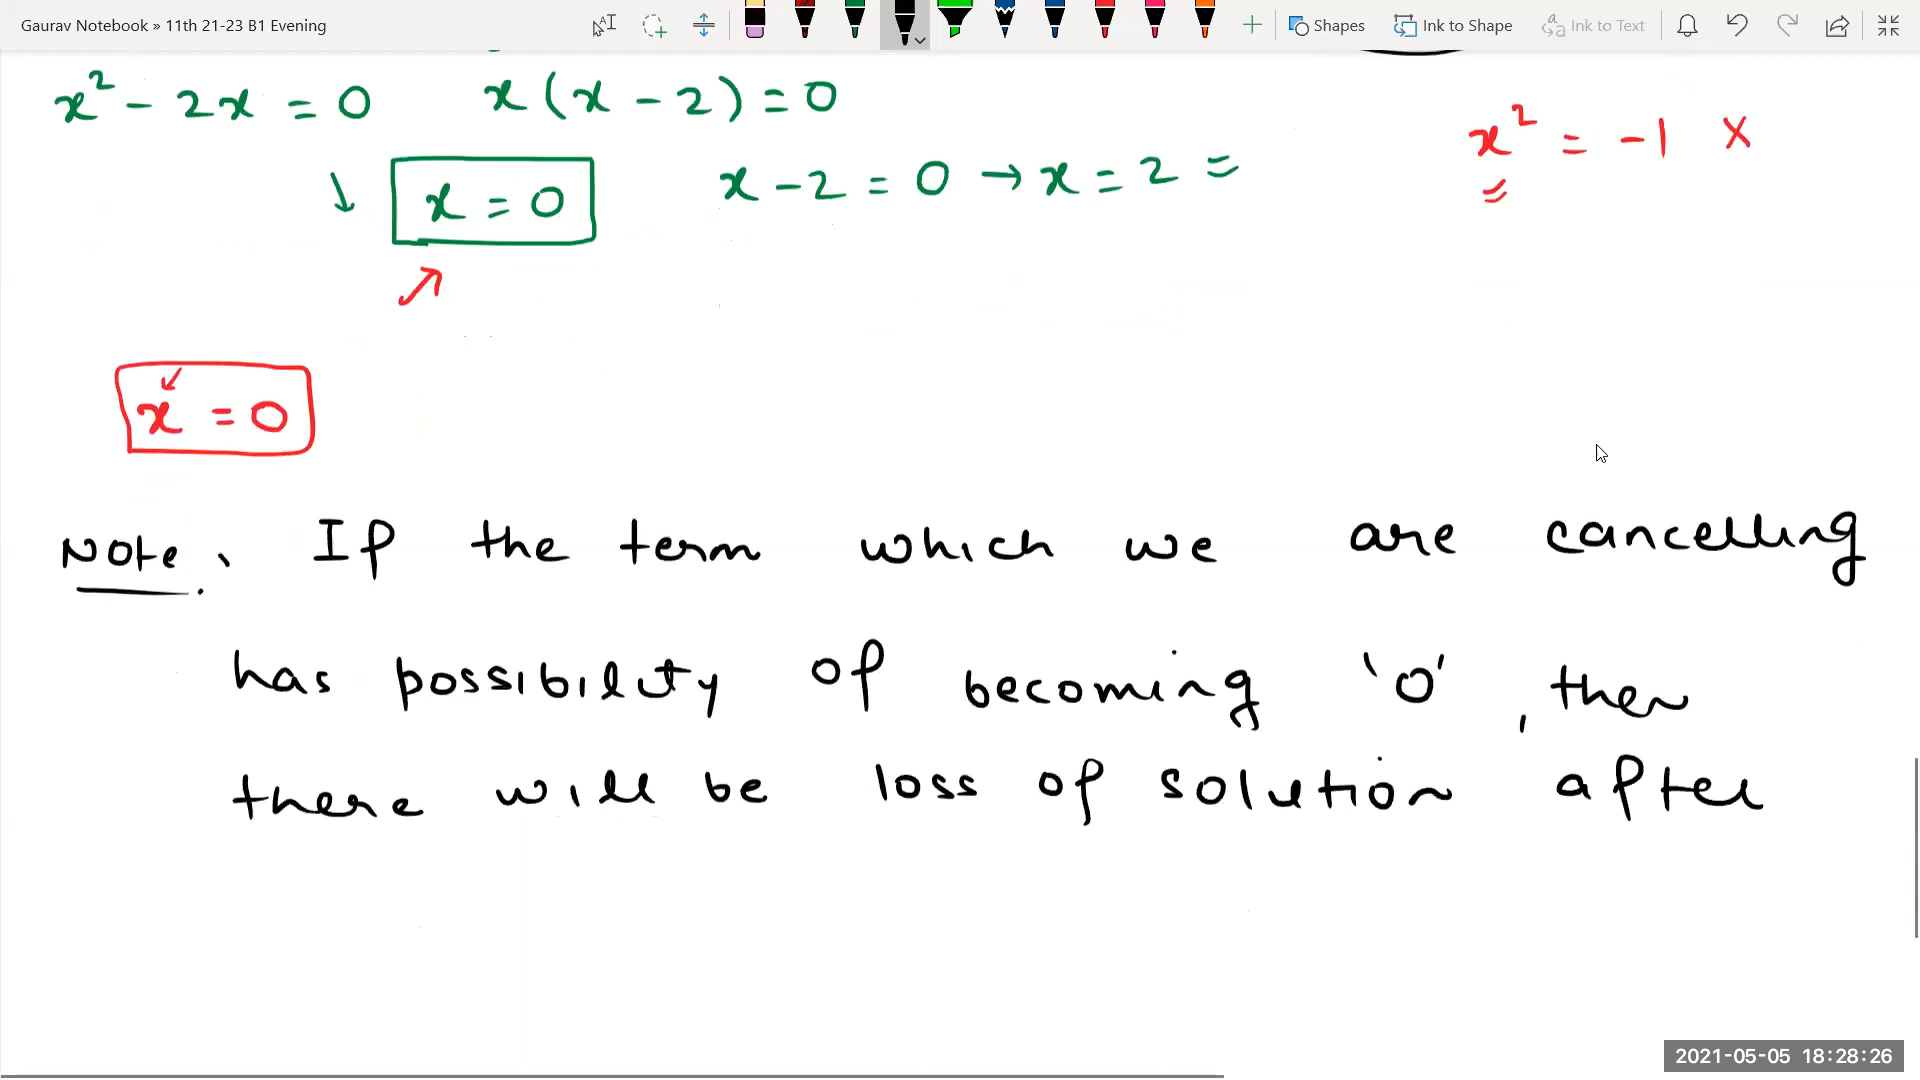 Gaurav Notebook » 11th 21-23 B1 Evening
Shapes Ink to Shape Ink to Text
x² - 2x = 0 x(x - 2) = 0
x² = -1 ×
↓ x = 0 x - 2 = 0 → x = 2 =
x = 0
Note. If the term which we are cancelling
has possibility of becoming '0', then
there will be loss of solution after
2021-05-05 18:28:26